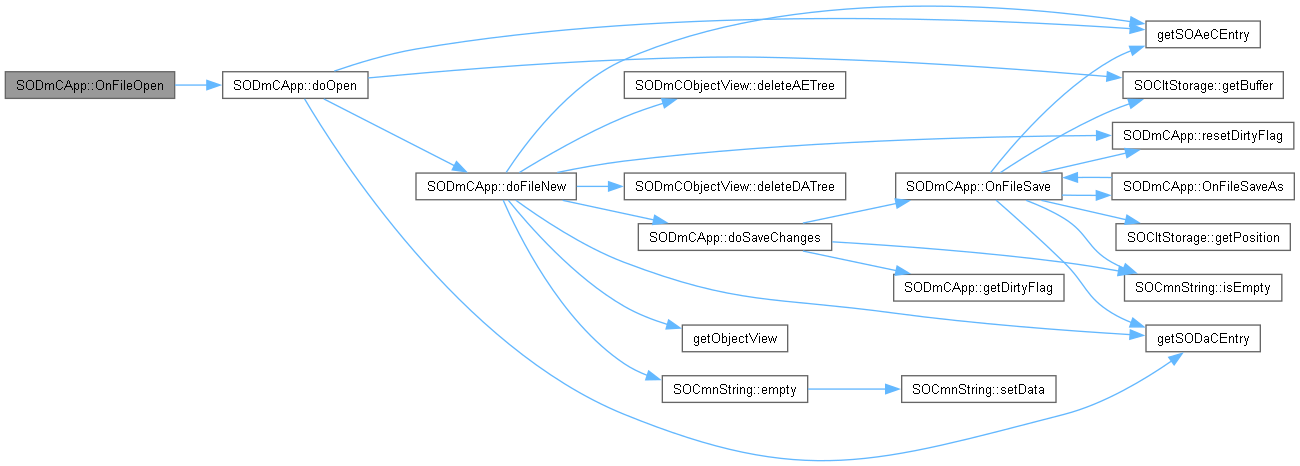 SODmCApp::OnFileOpen
SODmCApp::doOpen
SODmCApp::doFileNew
SODmCObjectView::deleteAETree
SODmCObjectView::deleteDATree
SODmCApp::doSaveChanges
getObjectView
SOCmnString::empty
SODmCApp::OnFileSave
SODmCApp::getDirtyFlag
SOCmnString::setData
getSOAeCEntry
SOCltStorage::getBuffer
SODmCApp::resetDirtyFlag
SODmCApp::OnFileSaveAs
SOCltStorage::getPosition
SOCmnString::isEmpty
getSODaCEntry